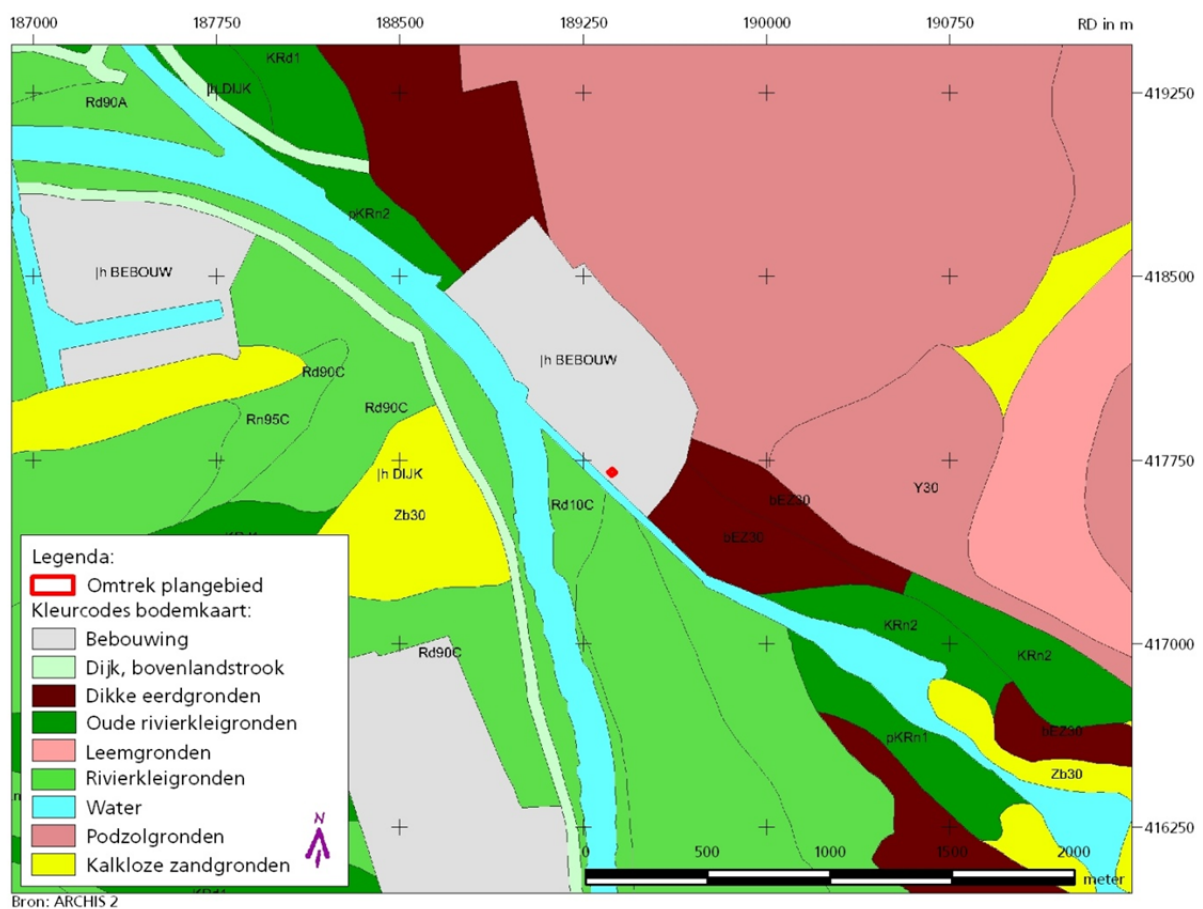 187000 187750 188500 189250 190000 190750 RD in m
KRd1
|h DIJK
Rd90A
419250
pKRn2
|h BEBOUW
418500
|h BEBOUW
Rd90C
Rd90C
Rn95C
417750
|h DIJK
Y30
bEZ30
Rd10C
Zb30
bEZ30
KRn2
417000
Rd90C
KRn2
bEZ30
pKRn1
Zb30
416250
Legenda:
Omtrek plangebied
Kleurcodes bodemkaart:
Bebouwing
Dijk, bovenlandstrook
Dikke eerdgronden
Oude rivierkleigronden
Leemgronden
Rivierkleigronden
Water
Podzolgronden
Kalkloze zandgronden
N
0 500 1000 1500 2000
meter
Bron: ARCHIS 2